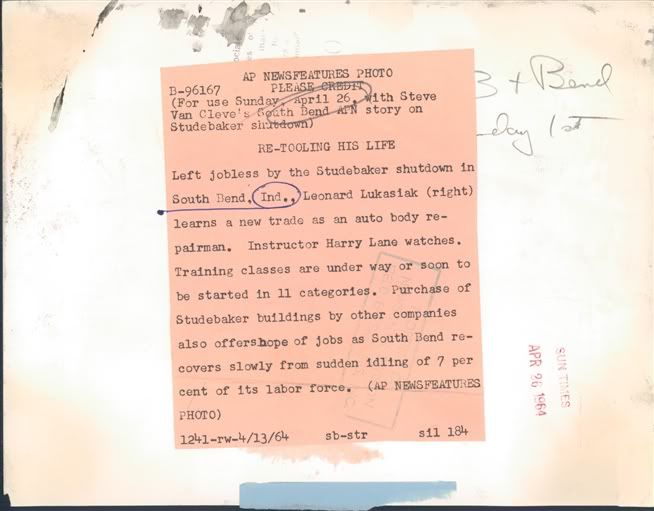 AP NEWSFEATURES PHOTO
B-96167 PLEASE CREDIT
(For use Sunday, April 26, with Steve
Van Cleve's South Bend AFN story on
Studebaker shutdown)
RE-TOOLING HIS LIFE
Left jobless by the Studebaker shutdown in
South Bend, Ind., Leonard Lukasiak (right)
learns a new trade as an auto body re-
pairman. Instructor Harry Lane watches.
Training classes are under way or soon to
be started in 11 categories. Purchase of
Studebaker buildings by other companies
also offershope of jobs as South Bend re-
covers slowly from sudden idling of 7 per
cent of its labor force. (AP NEWSFEATURES
PHOTO)
1241-rw-4/13/64 sb-str sil 184
B + Bend
day 1st
SUN TIMES
APR 26 1964